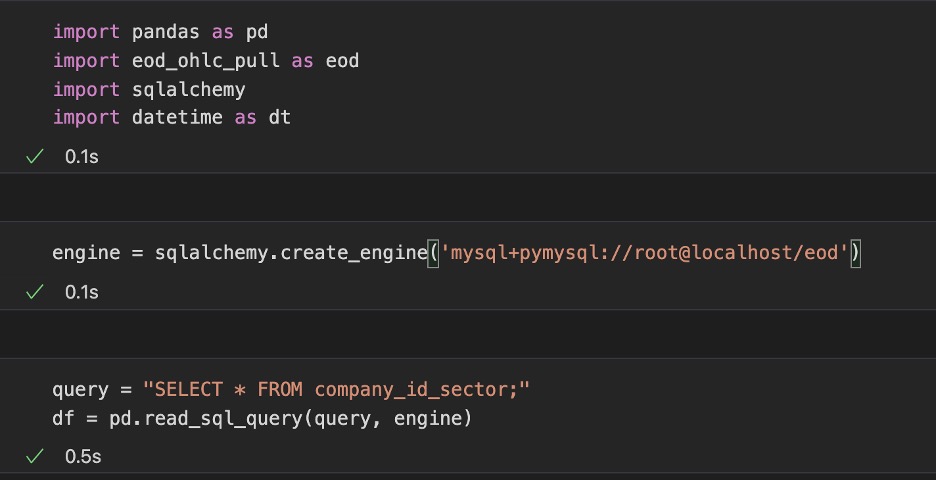 import pandas as pd
import eod_ohlc_pull as eod
import sqlalchemy
import datetime as dt
0.1s
engine = sqlalchemy.create_engine('mysql+pymysql://root@localhost/eod')
0.1s
query = "SELECT * FROM company_id_sector;"
df = pd.read_sql_query(query, engine)
0.5s